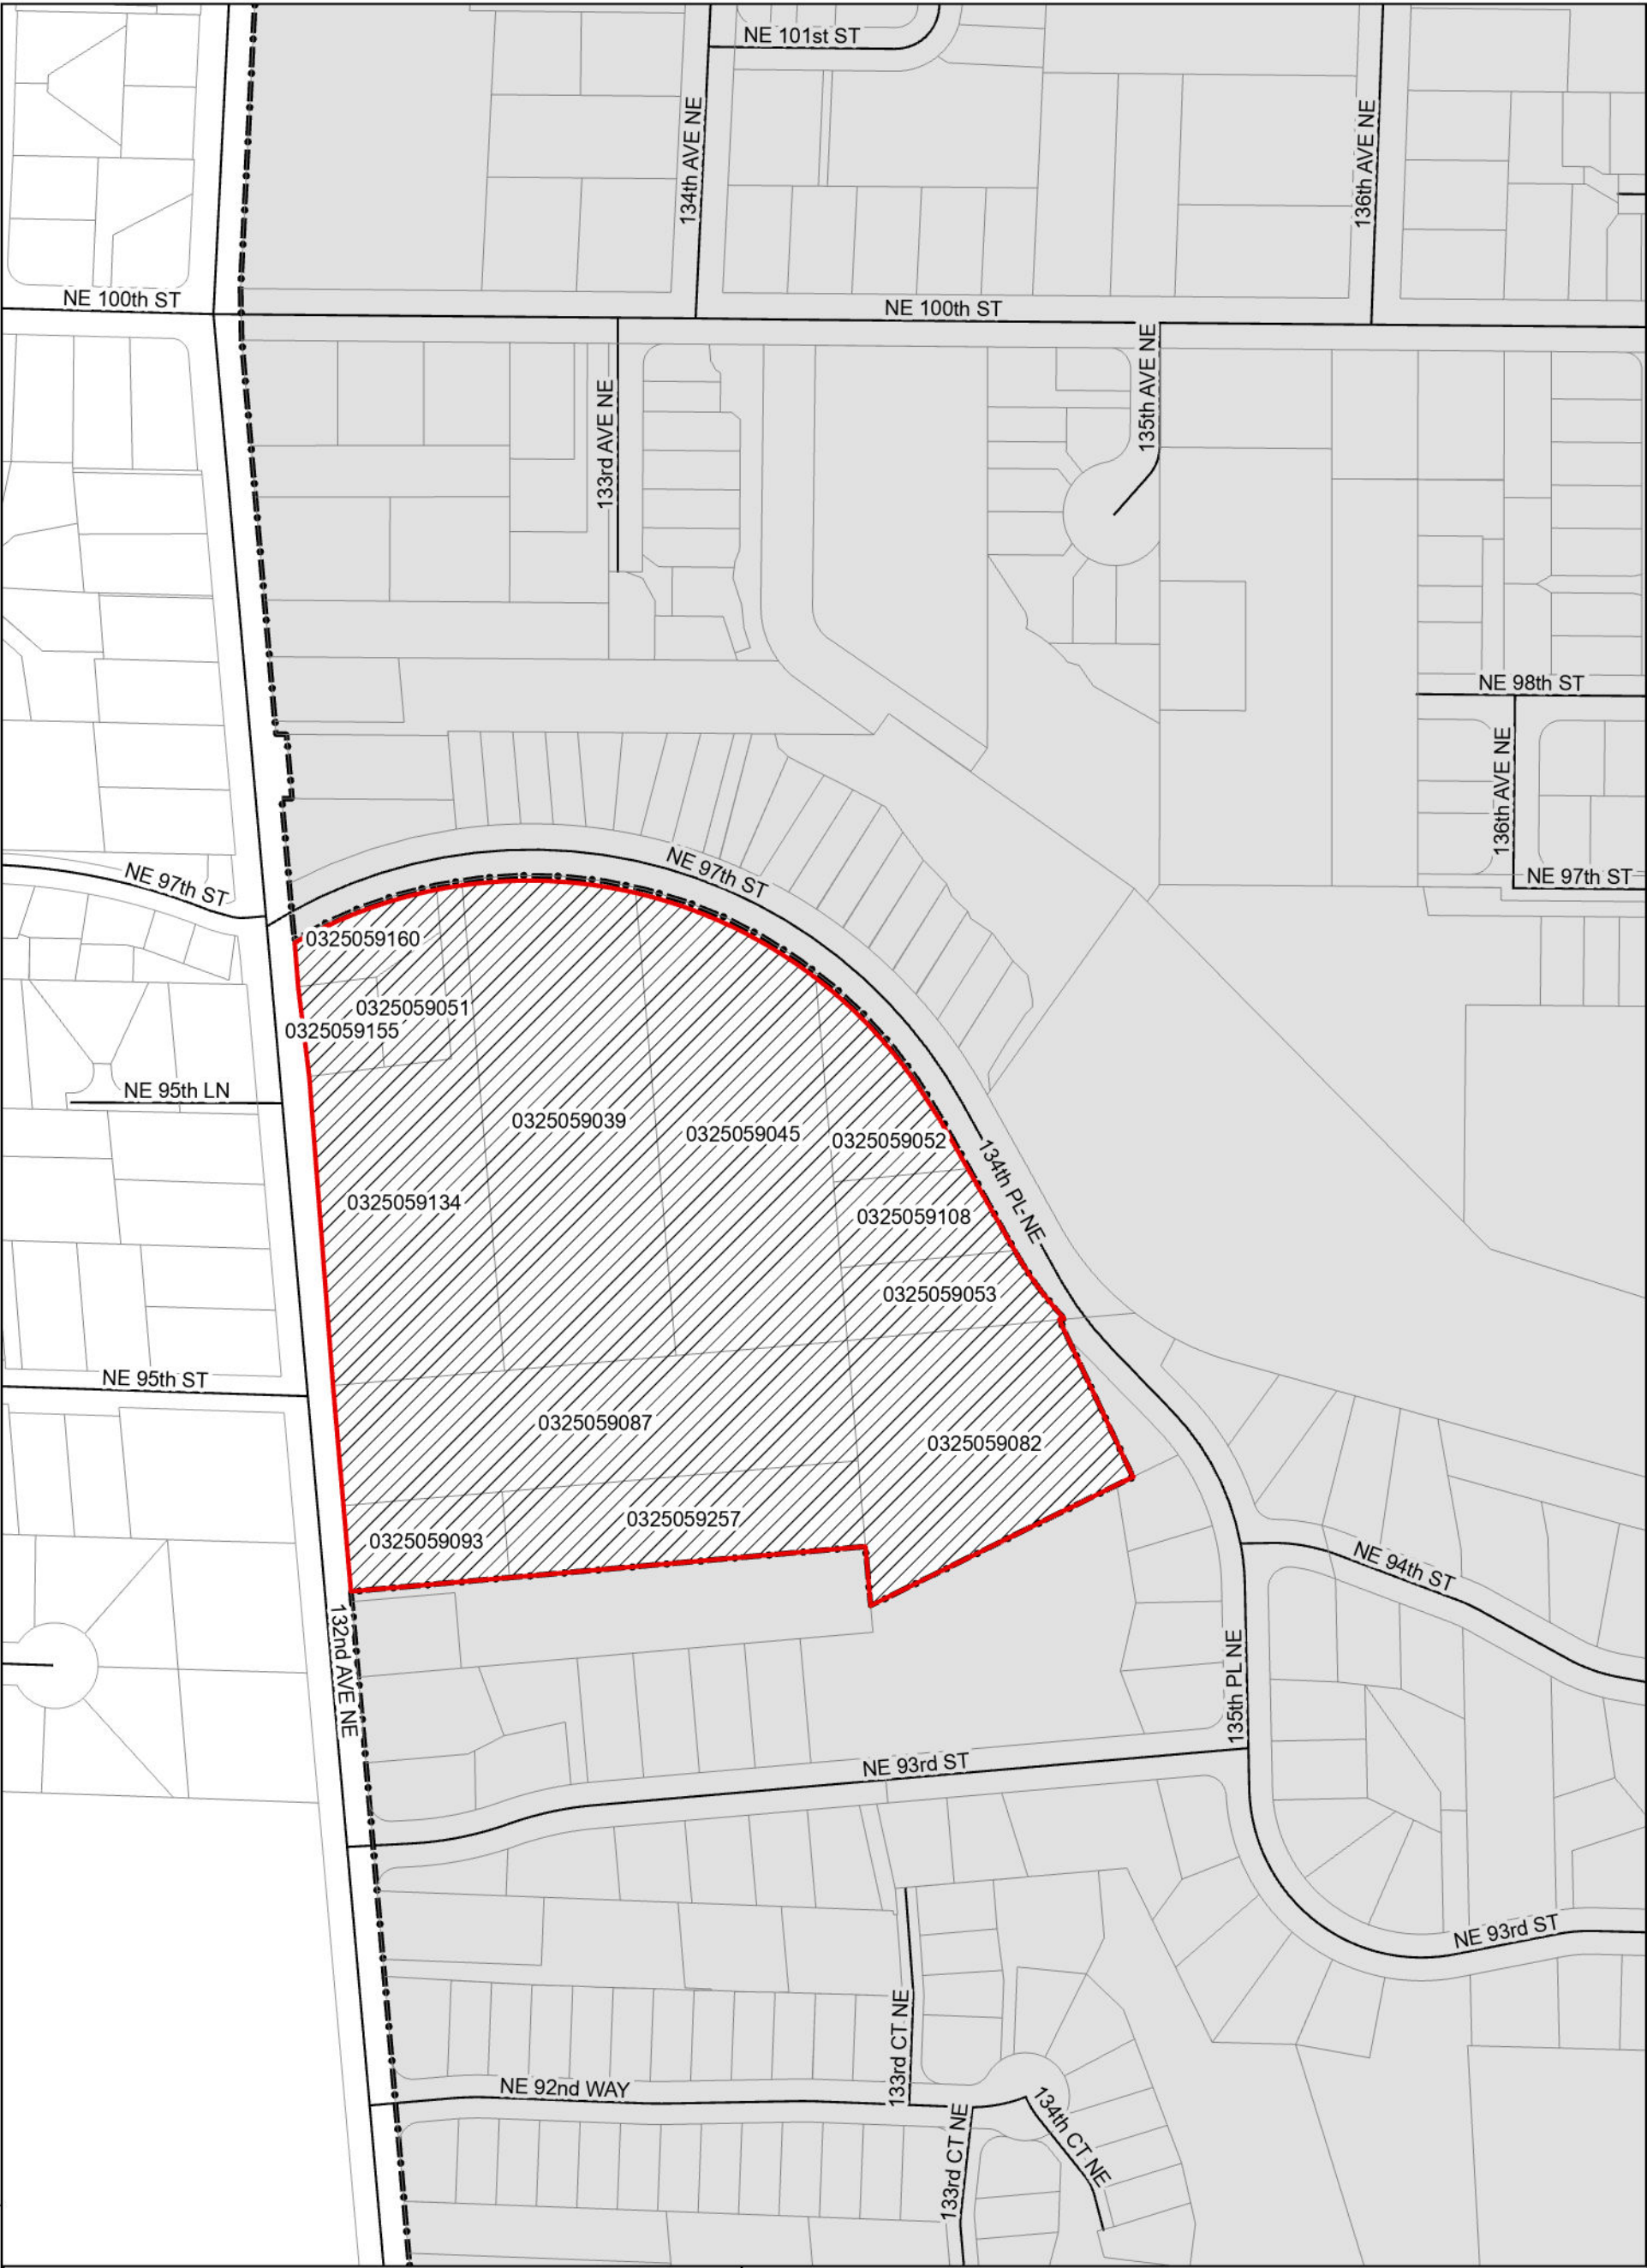 NE 101st ST
134th AVE NE
136th AVE NE
NE 100th ST
NE 100th ST
135th AVE NE
133rd AVE NE
NE 98th ST
136th AVE NE
NE 97th ST
NE 97th ST
NE 97th ST
0325059160
0325059051
0325059155
NE 95th LN
0325059039
0325059045
0325059052
134th PL NE
0325059134
0325059108
0325059053
NE 95th ST
0325059087
0325059082
0325059257
0325059093
NE 94th ST
132nd AVE NE
135th PL NE
NE 93rd ST
NE 93rd ST
133rd CT NE
NE 92nd WAY
134th CT NE
133rd CT NE